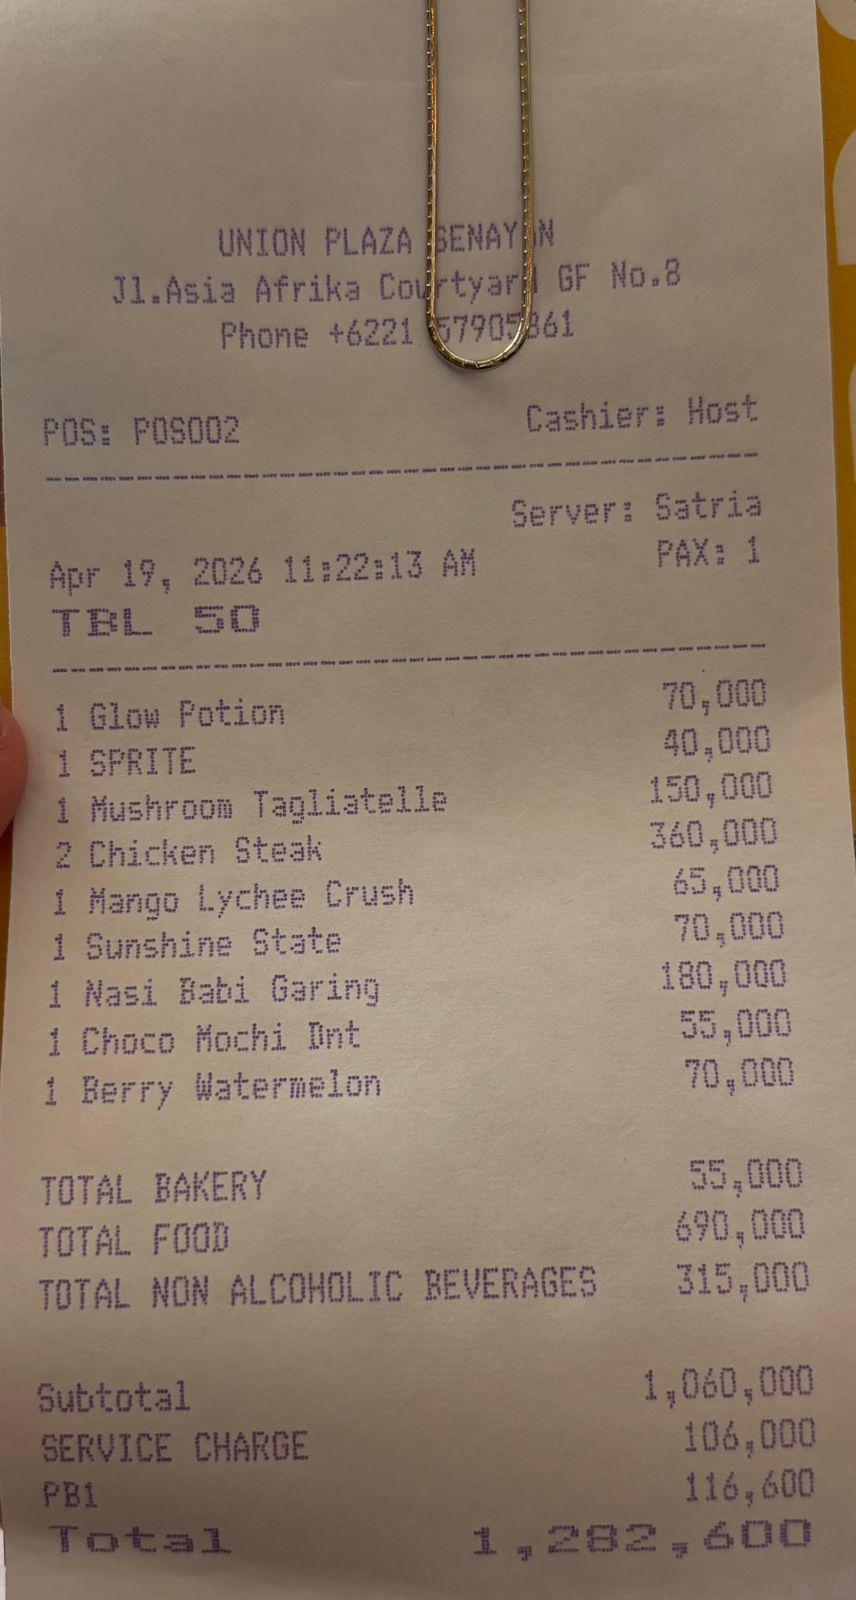 UNION PLAZA SENAYAN
Jl.Asia Afrika Courtyard GF No.8
Phone +6221 57905861
POS: POS002 Cashier: Host
Server: Satria
Apr 19, 2026 11:22:13 AM PAX: 1
TBL 50
1 Glow Potion 70,000
1 SPRITE 40,000
1 Mushroom Tagliatelle 150,000
2 Chicken Steak 360,000
1 Mango Lychee Crush 65,000
1 Sunshine State 70,000
1 Nasi Babi Garing 180,000
1 Choco Mochi Dnt 55,000
1 Berry Watermelon 70,000
TOTAL BAKERY 55,000
TOTAL FOOD 690,000
TOTAL NON ALCOHOLIC BEVERAGES 315,000
Subtotal 1,060,000
SERVICE CHARGE 106,000
PB1 116,600
Total 1,282,600